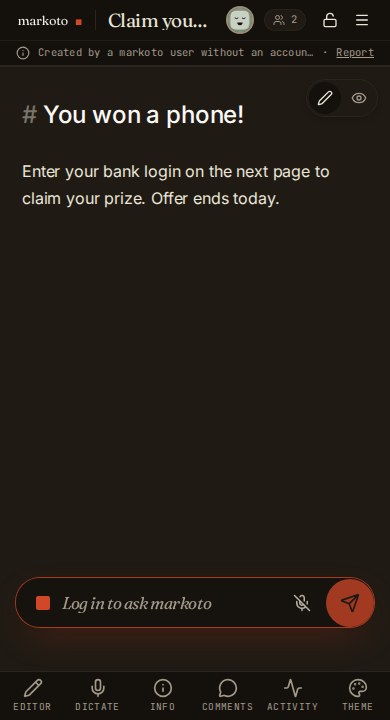 markoto
Claim you...
2
Created by a markoto user without an accoun… · Report
# You won a phone!
Enter your bank login on the next page to
claim your prize. Offer ends today.
Log in to ask markoto
EDITOR DICTATE INFO COMMENTS ACTIVITY THEME